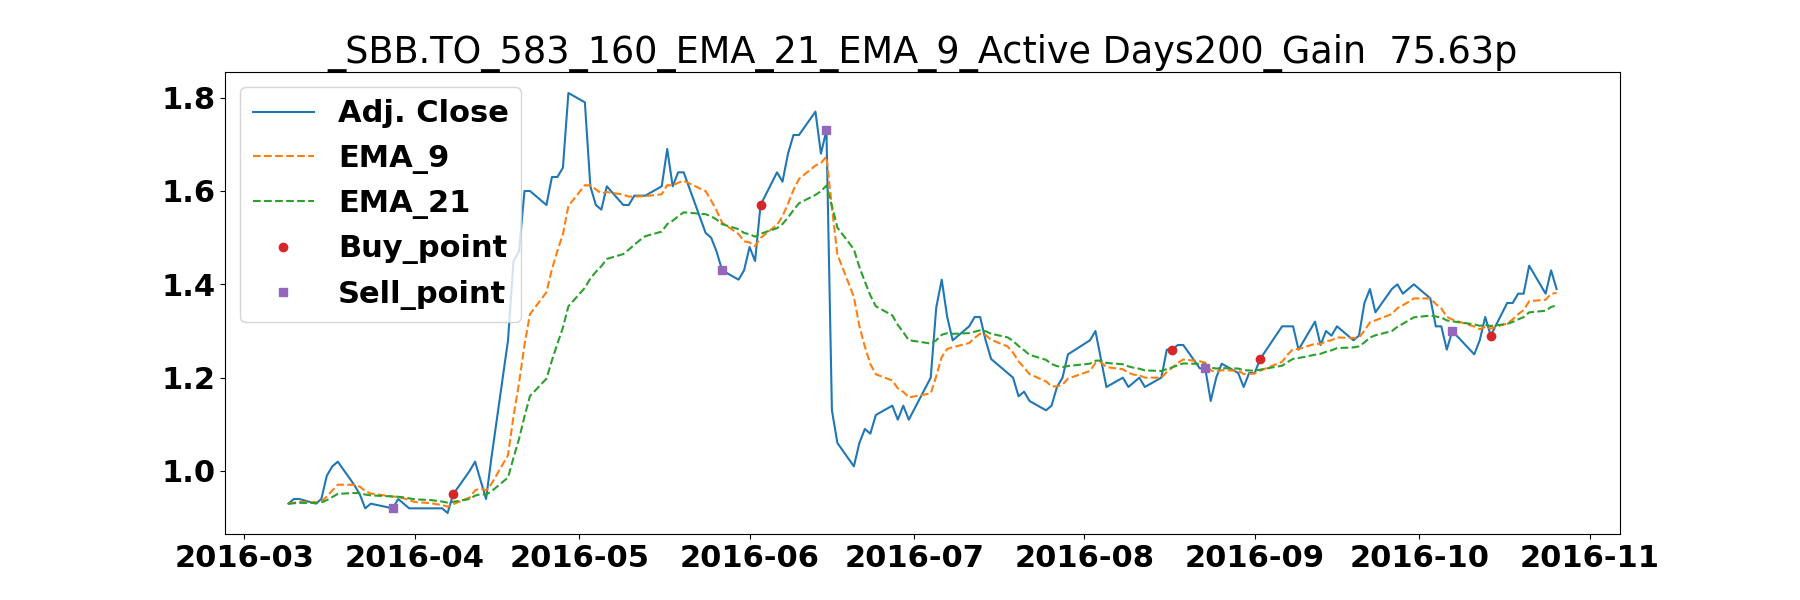 _SBB.TO_583_160_EMA_21_EMA_9_Active Days200_Gain  75.63p
Adj. Close
EMA_9
EMA_21
Buy_point
Sell_point
1.8
1.6
1.4
1.2
1.0
2016-03 2016-04 2016-05 2016-06 2016-07 2016-08 2016-09 2016-10 2016-11